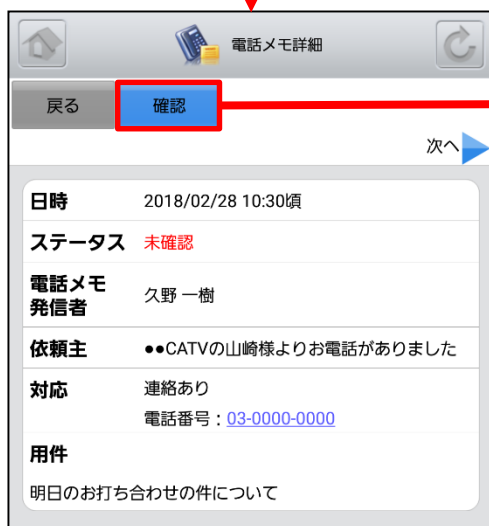 電話メモ詳細
戻る 確認
次へ
日時 2018/02/28 10:30頃
ステータス 未確認
電話メモ
発信者 久野 一樹
依頼主 ●●CATVの山崎様よりお電話がありました
対応 連絡あり
電話番号：03-0000-0000
用件
明日のお打ち合わせの件について